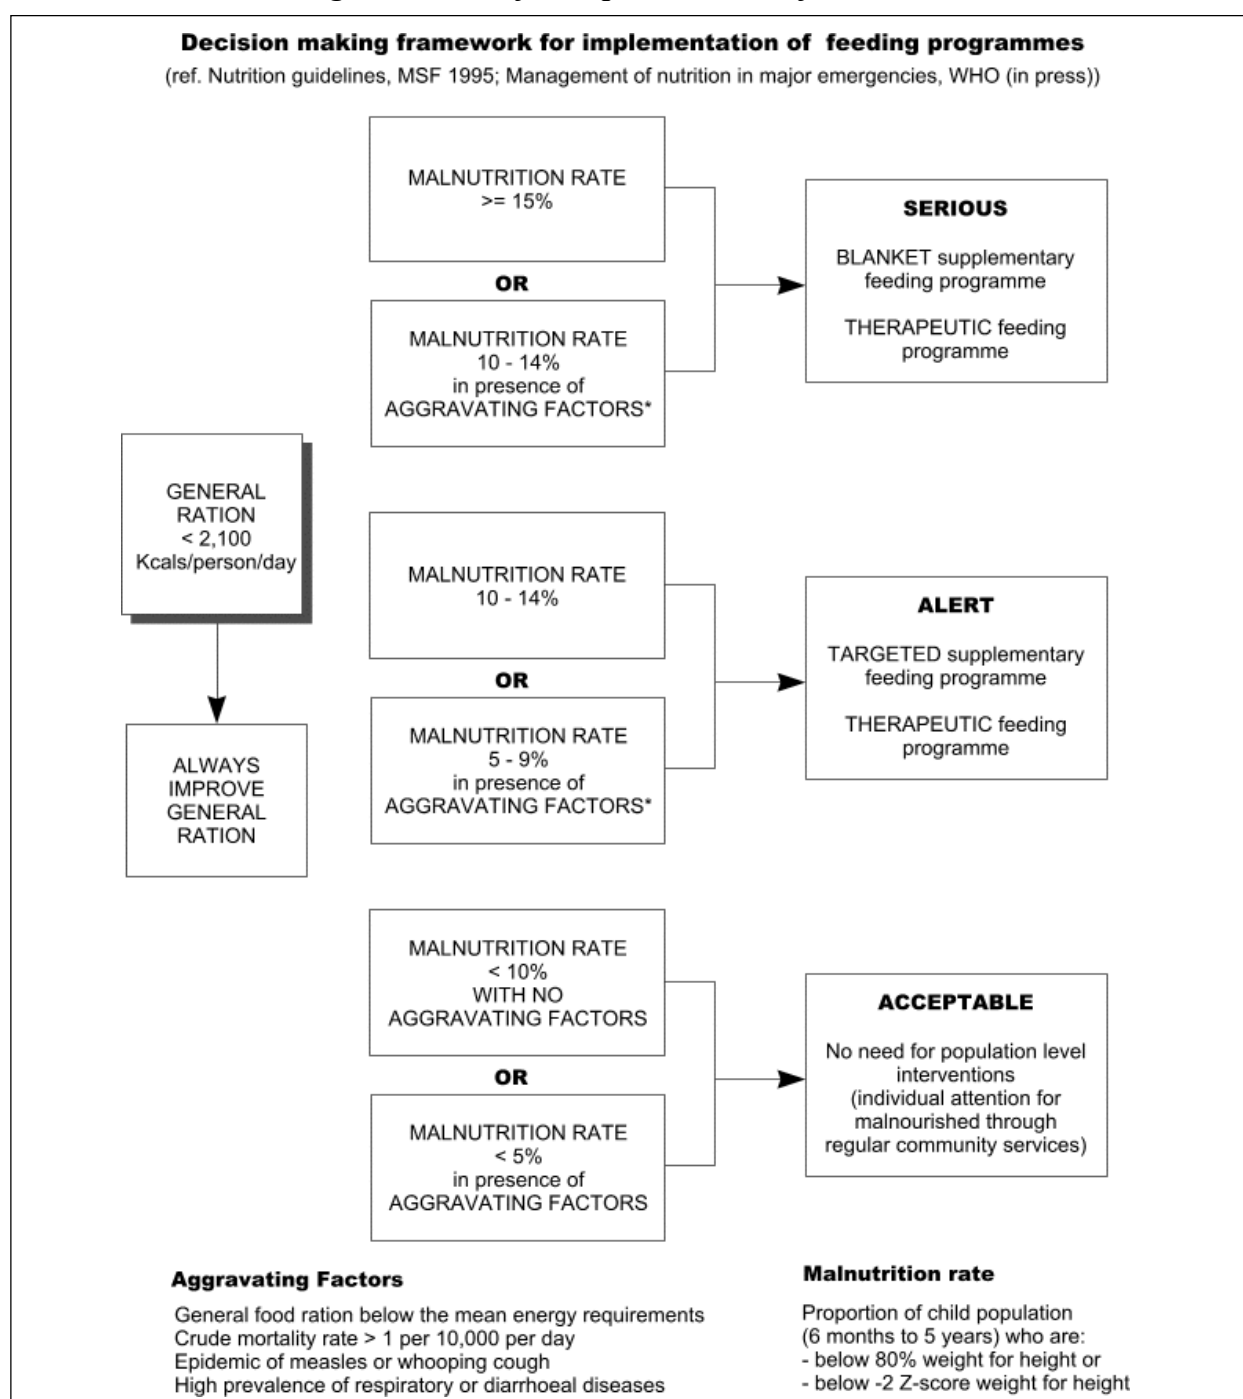 Decision making framework for implementation of feeding programmes
(ref. Nutrition guidelines, MSF 1995; Management of nutrition in major emergencies, WHO (in press))
MALNUTRITION RATE
>= 15%
OR
MALNUTRITION RATE
10 - 14%
in presence of
AGGRAVATING FACTORS*
SERIOUS
BLANKET supplementary
feeding programme
THERAPEUTIC feeding
programme
GENERAL
RATION
< 2,100
Kcals/person/day
ALWAYS
IMPROVE
GENERAL
RATION
MALNUTRITION RATE
10 - 14%
OR
MALNUTRITION RATE
5 - 9%
in presence of
AGGRAVATING FACTORS*
ALERT
TARGETED supplementary
feeding programme
THERAPEUTIC feeding
programme
MALNUTRITION RATE
< 10%
WITH NO
AGGRAVATING FACTORS
OR
MALNUTRITION RATE
< 5%
in presence of
AGGRAVATING FACTORS
ACCEPTABLE
No need for population level
interventions
(individual attention for
malnourished through
regular community services)
Aggravating Factors
General food ration below the mean energy requirements
Crude mortality rate > 1 per 10,000 per day
Epidemic of measles or whooping cough
High prevalence of respiratory or diarrhoeal diseases
Malnutrition rate
Proportion of child population
(6 months to 5 years) who are:
- below 80% weight for height or
- below -2 Z-score weight for height